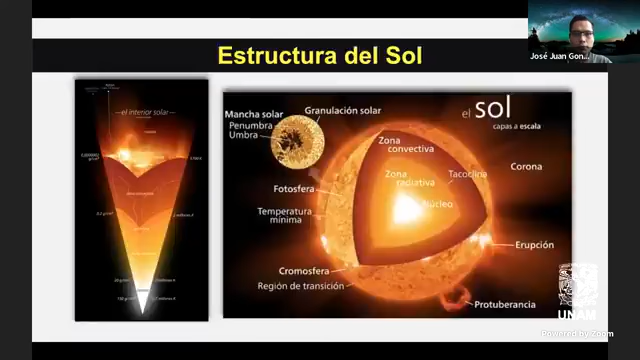 Estructura del Sol
José Juan Gon...
el interior solar
Mancha solar
Penumbra
Umbra
Granulación solar
el sol
capas a escala
Zona
convectiva
Zona
radiativa
Tacoclina
Núcleo
Corona
Fotosfera
Temperatura
mínima
Erupción
Cromosfera
Región de transición
Protuberancia
UNAM
Powered by Zoom